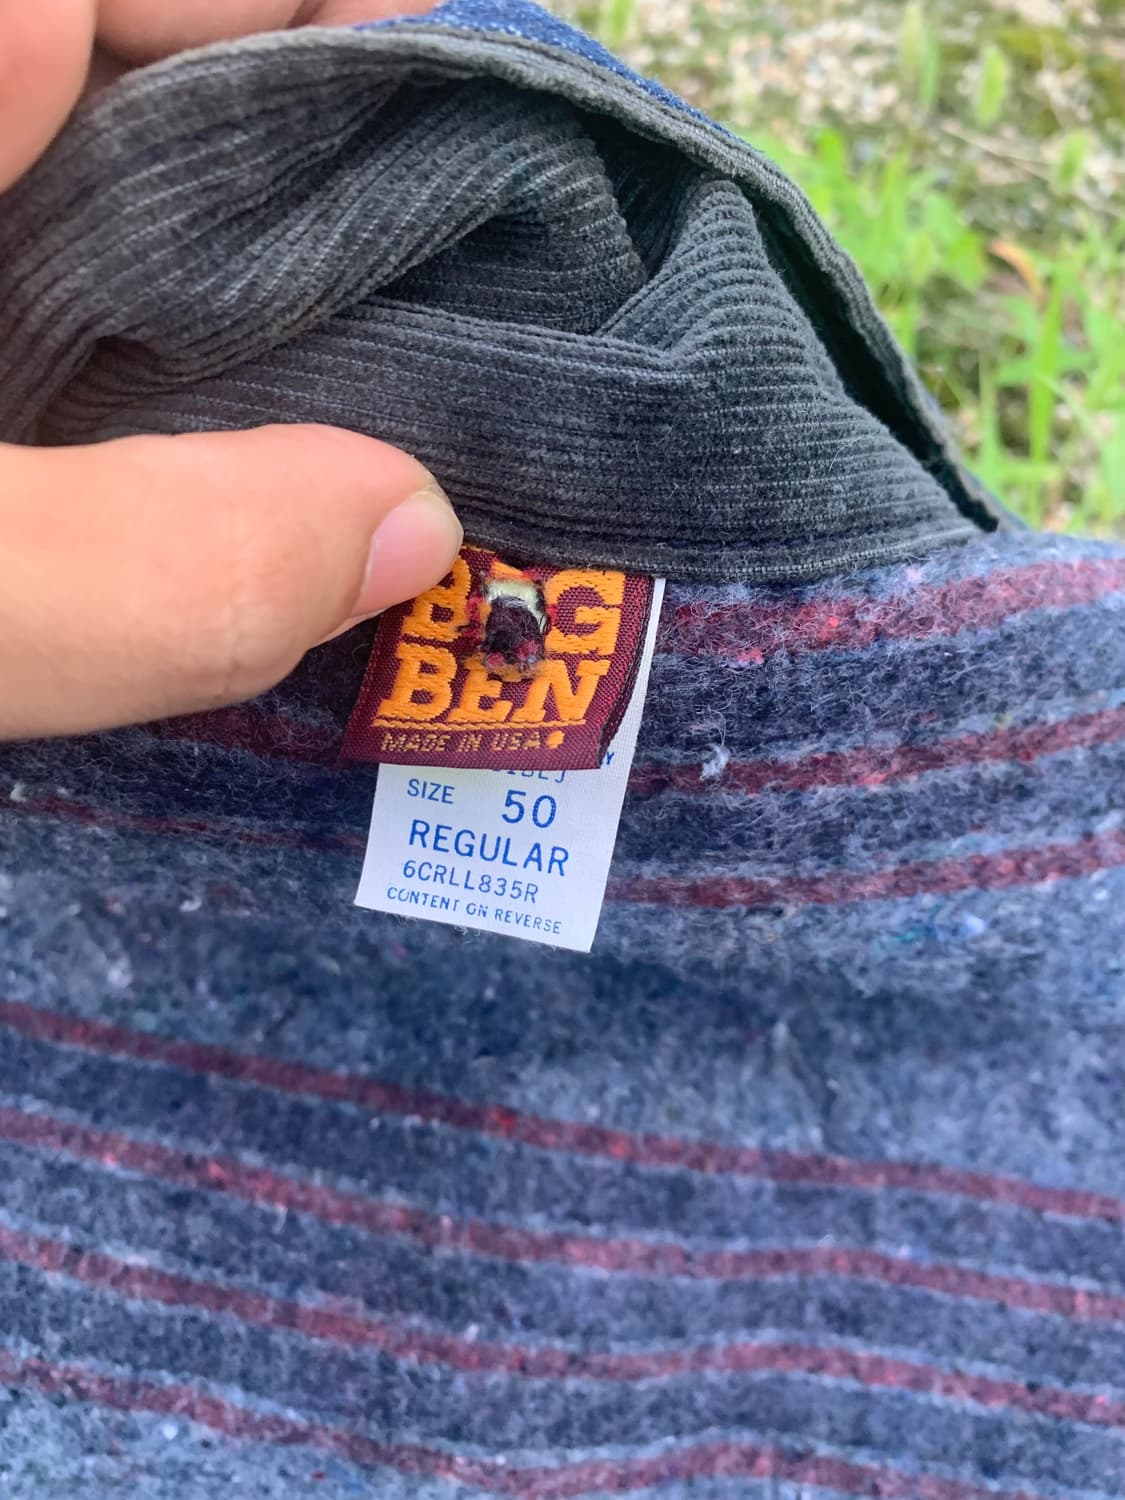 BIG
BEN
MADE IN USA
SIZE 50
REGULAR
6CRLL835R
CONTENT ON REVERSE